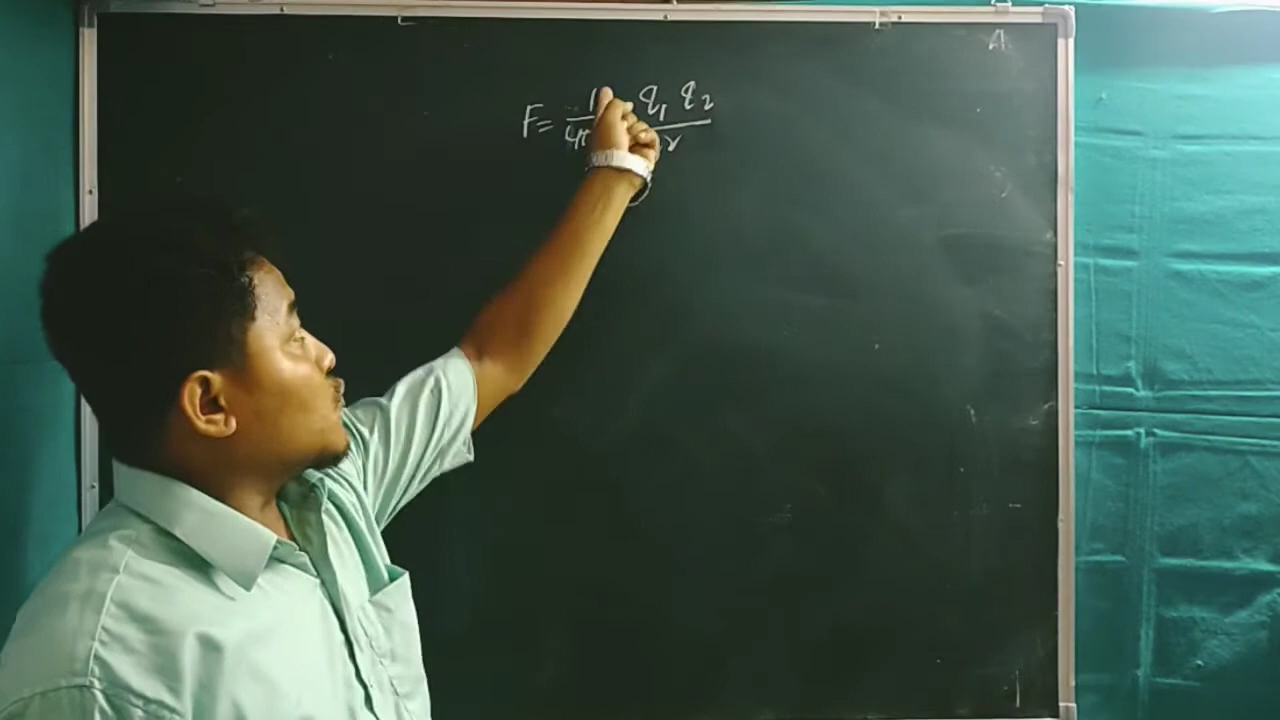 A
F = 1 q1 q2
4π r